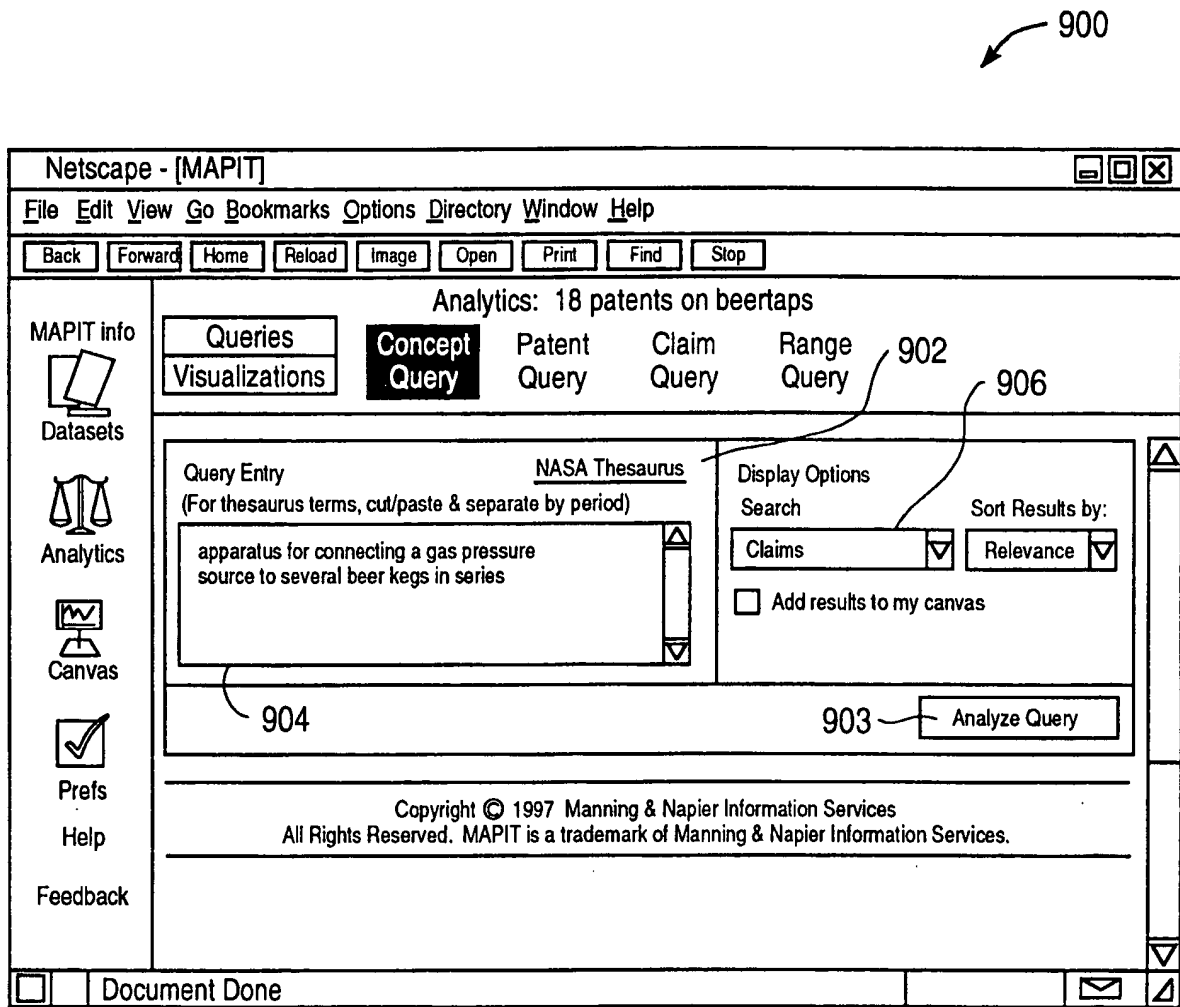 900
Netscape - [MAPIT]
File Edit View Go Bookmarks Options Directory Window Help
Back Forward Home Reload Image Open Print Find Stop
Analytics: 18 patents on beertaps
MAPIT info
Datasets
Analytics
Canvas
Prefs
Help
Feedback
Queries
Visualizations
Concept
Query
Patent
Query
Claim
Query
Range
Query
902
906
Query Entry
NASA Thesaurus
(For thesaurus terms, cut/paste & separate by period)
apparatus for connecting a gas pressure
source to several beer kegs in series
904
Display Options
Search
Claims
Sort Results by:
Relevance
Add results to my canvas
903
Analyze Query
Copyright © 1997 Manning & Napier Information Services
All Rights Reserved. MAPIT is a trademark of Manning & Napier Information Services.
Document Done